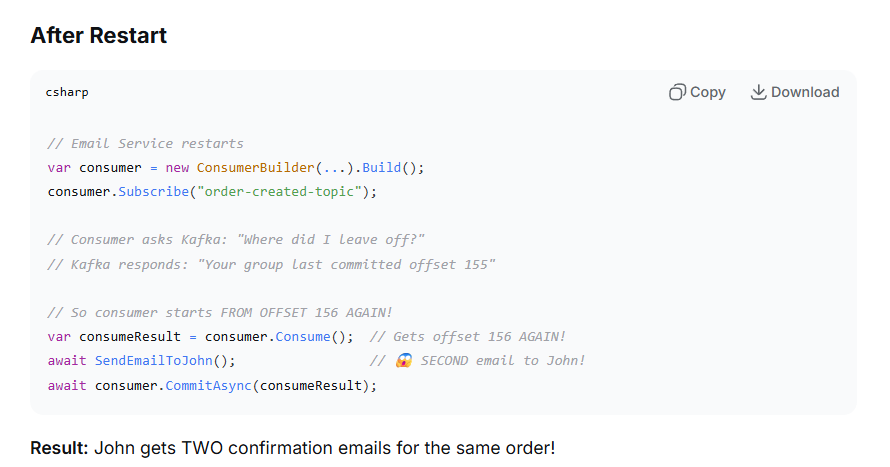 After Restart
csharp
Copy
Download
// Email Service restarts
var consumer = new ConsumerBuilder(...).Build();
consumer.Subscribe("order-created-topic");
// Consumer asks Kafka: "Where did I leave off?"
// Kafka responds: "Your group last committed offset 155"
// So consumer starts FROM OFFSET 156 AGAIN!
var consumeResult = consumer.Consume();  // Gets offset 156 AGAIN!
await SendEmailToJohn();                 // 😱 SECOND email to John!
await consumer.CommitAsync(consumeResult);
Result: John gets TWO confirmation emails for the same order!